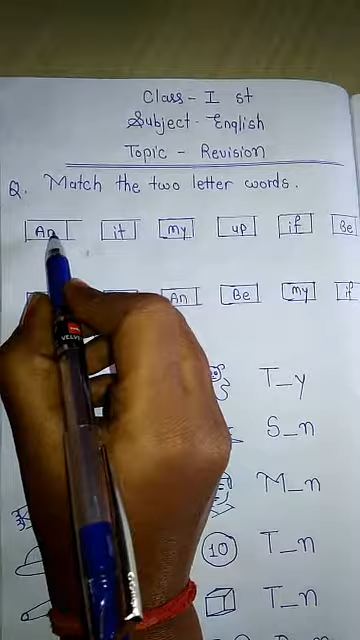 Class - I st
Subject - English
Topic - Revision
Q. Match the two letter words.
An it my up if Be
An Be my if
T_y
S_n
M_n
10 T_n
T_n